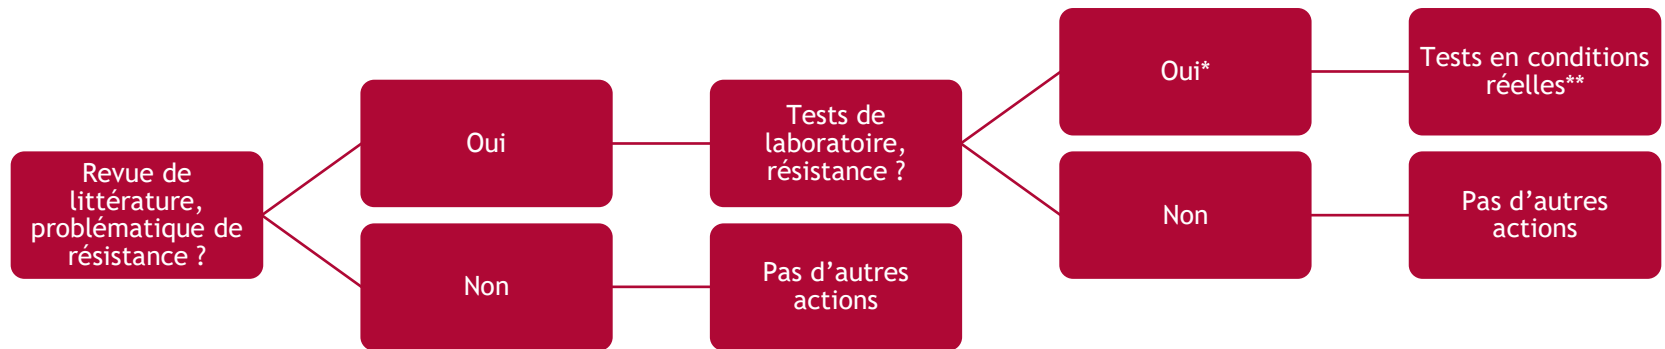 Revue de
littérature,
problématique de
résistance ?
Oui
Non
Tests de
laboratoire,
résistance ?
Pas d’autres
actions
Oui*
Non
Tests en conditions
réelles**
Pas d’autres
actions